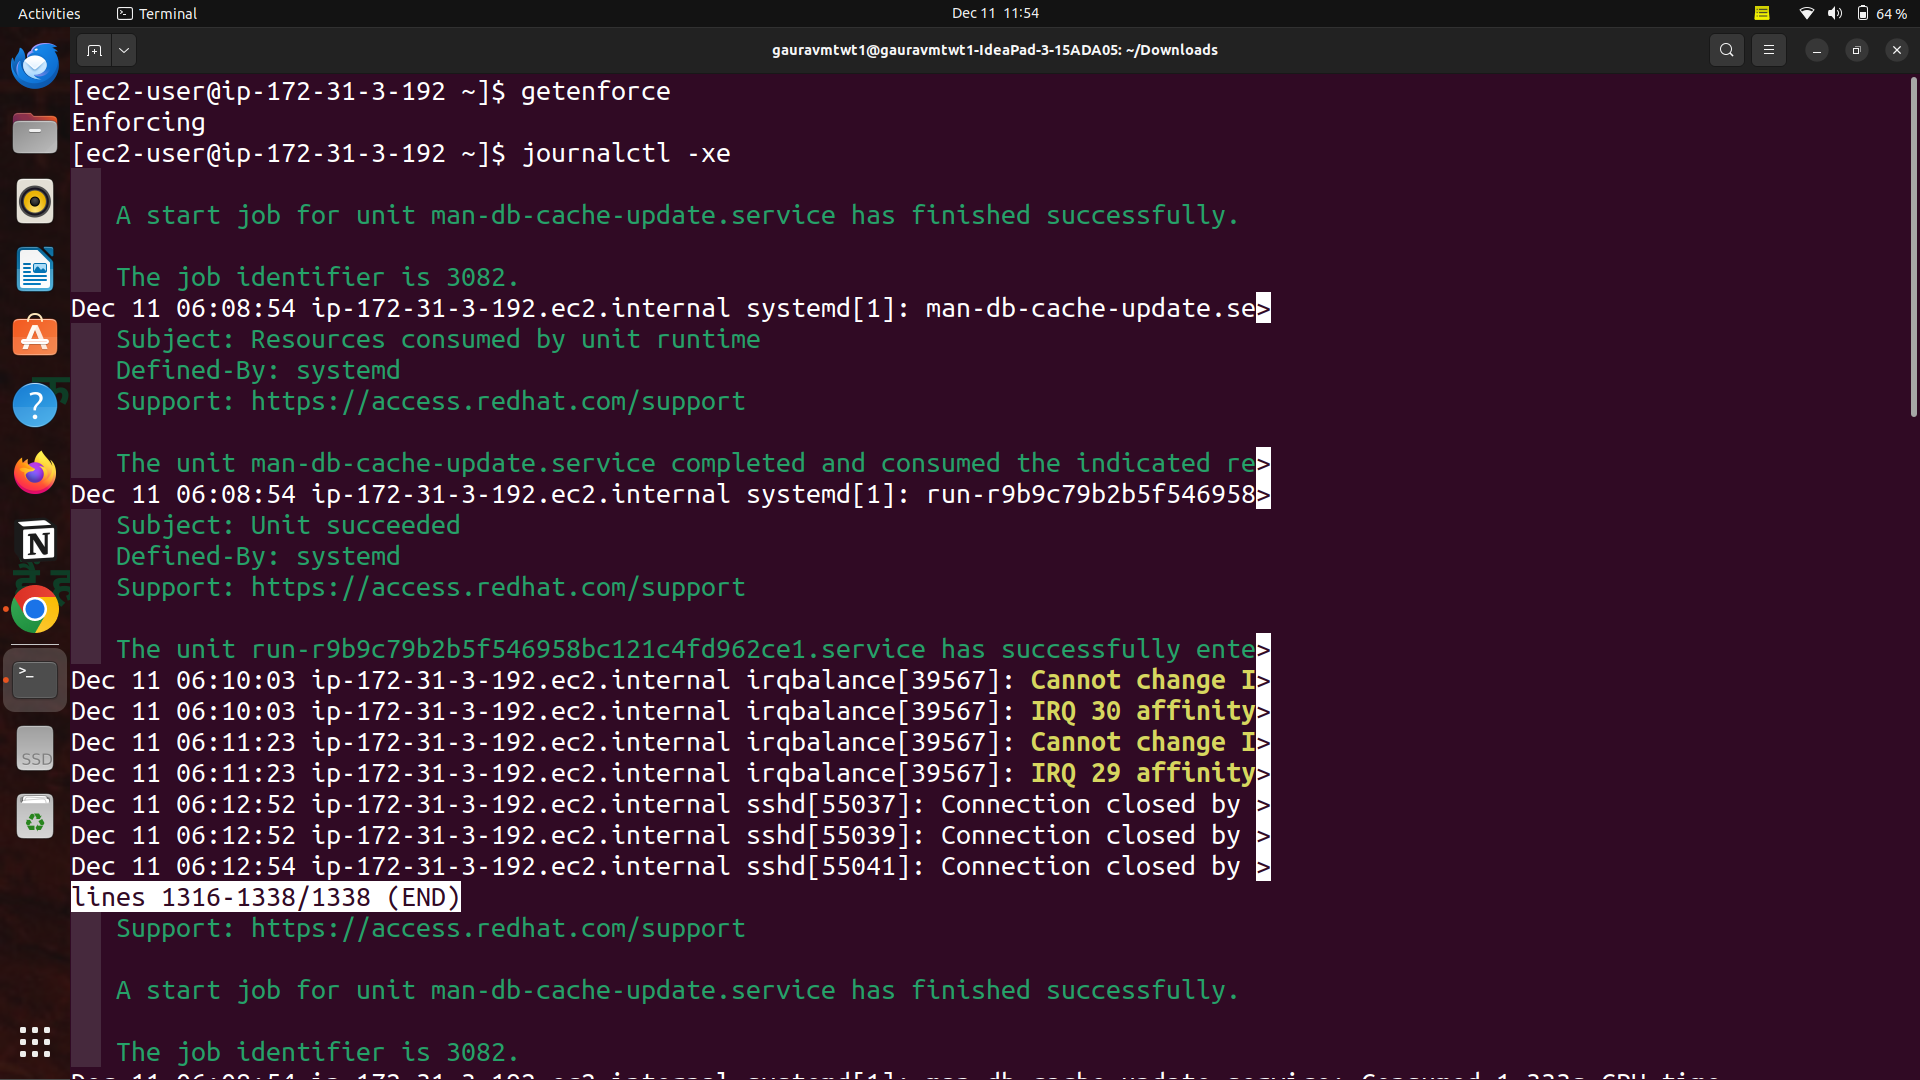 Activities
Terminal
Dec 11 11:54
64 %
gauravmtwt1@gauravmtwt1-IdeaPad-3-15ADA05: ~/Downloads
[ec2-user@ip-172-31-3-192 ~]$ getenforce
Enforcing
[ec2-user@ip-172-31-3-192 ~]$ journalctl -xe
A start job for unit man-db-cache-update.service has finished successfully.
The job identifier is 3082.
Dec 11 06:08:54 ip-172-31-3-192.ec2.internal systemd[1]: man-db-cache-update.se>
Subject: Resources consumed by unit runtime
Defined-By: systemd
Support: https://access.redhat.com/support
The unit man-db-cache-update.service completed and consumed the indicated re>
Dec 11 06:08:54 ip-172-31-3-192.ec2.internal systemd[1]: run-r9b9c79b2b5f546958>
Subject: Unit succeeded
Defined-By: systemd
Support: https://access.redhat.com/support
The unit run-r9b9c79b2b5f546958bc121c4fd962ce1.service has successfully ente>
Dec 11 06:10:03 ip-172-31-3-192.ec2.internal irqbalance[39567]: Cannot change I>
Dec 11 06:10:03 ip-172-31-3-192.ec2.internal irqbalance[39567]: IRQ 30 affinity>
Dec 11 06:11:23 ip-172-31-3-192.ec2.internal irqbalance[39567]: Cannot change I>
Dec 11 06:11:23 ip-172-31-3-192.ec2.internal irqbalance[39567]: IRQ 29 affinity>
Dec 11 06:12:52 ip-172-31-3-192.ec2.internal sshd[55037]: Connection closed by >
Dec 11 06:12:52 ip-172-31-3-192.ec2.internal sshd[55039]: Connection closed by >
Dec 11 06:12:54 ip-172-31-3-192.ec2.internal sshd[55041]: Connection closed by >
lines 1316-1338/1338 (END)
Support: https://access.redhat.com/support
A start job for unit man-db-cache-update.service has finished successfully.
The job identifier is 3082.
SSD